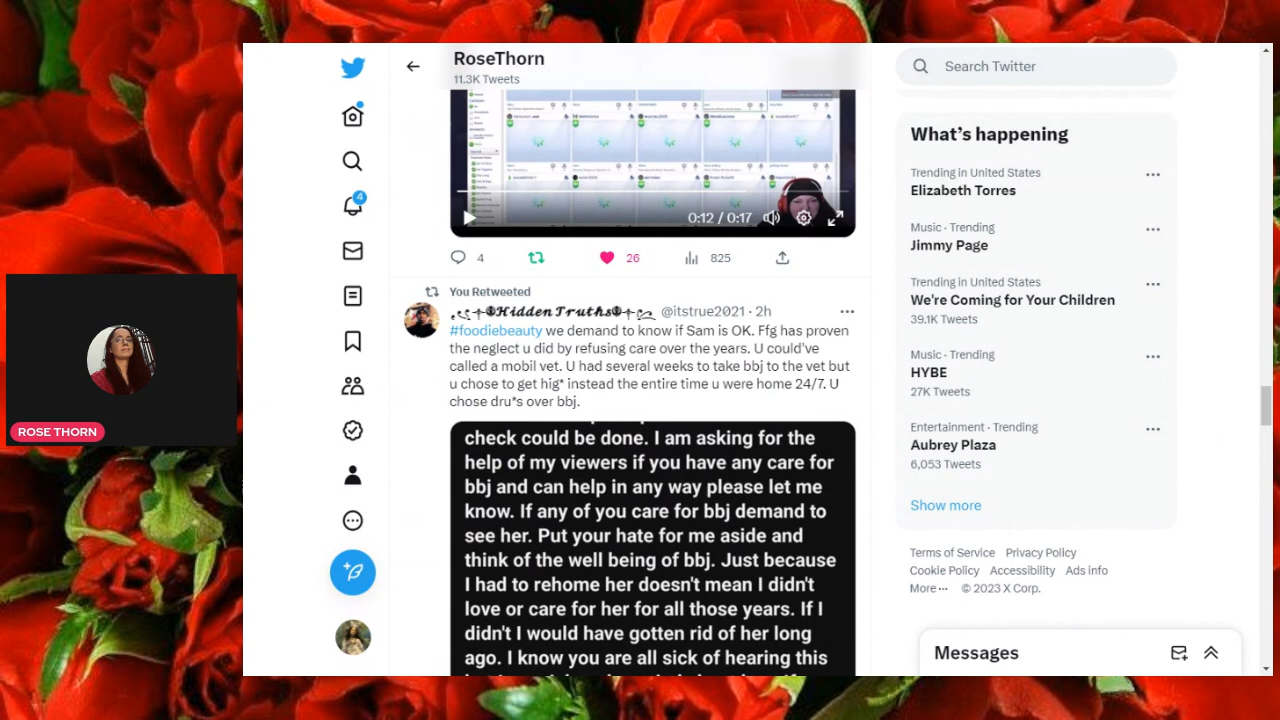 RoseThorn
11.3K Tweets
0:12 / 0:17
4
26
825
You Retweeted
Hidden Truths @itstrue2021 · 2h
#foodiebeauty we demand to know if Sam is OK. Ffg has proven
the neglect u did by refusing care over the years. U could've
called a mobil vet. U had several weeks to take bbj to the vet but
u chose to get hig* instead the entire time u were home 24/7. U
chose dru*s over bbj.
check could be done. I am asking for the
help of my viewers if you have any care for
bbj and can help in any way please let me
know. If any of you care for bbj demand to
see her. Put your hate for me aside and
think of the well being of bbj. Just because
I had to rehome her doesn't mean I didn't
love or care for her for all those years. If I
didn't I would have gotten rid of her long
ago. I know you are all sick of hearing this
4
ROSE THORN
Search Twitter
What's happening
Trending in United States
Elizabeth Torres
Music · Trending
Jimmy Page
Trending in United States
We're Coming for Your Children
39.1K Tweets
Music · Trending
HYBE
27K Tweets
Entertainment · Trending
Aubrey Plaza
6,053 Tweets
Show more
Terms of Service Privacy Policy
Cookie Policy Accessibility Ads info
More ··· © 2023 X Corp.
Messages